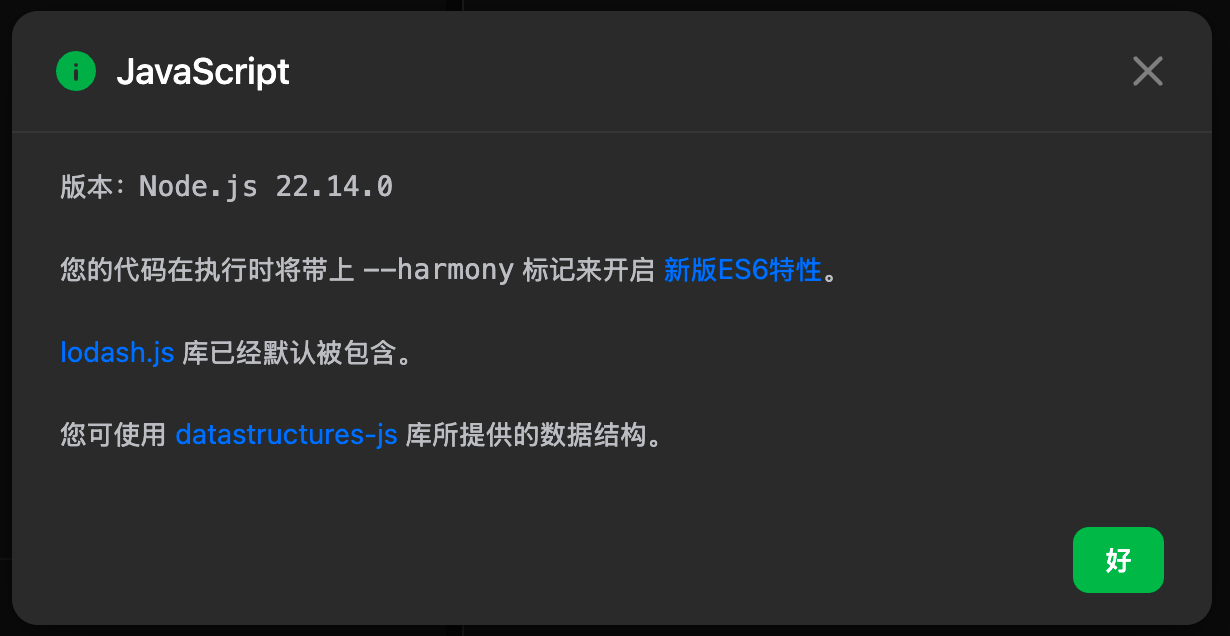 JavaScript
版本：Node.js 22.14.0
您的代码在执行时将带上 --harmony 标记来开启 新版ES6特性。
lodash.js 库已经默认被包含。
您可使用 datastructures-js 库所提供的数据结构。
好